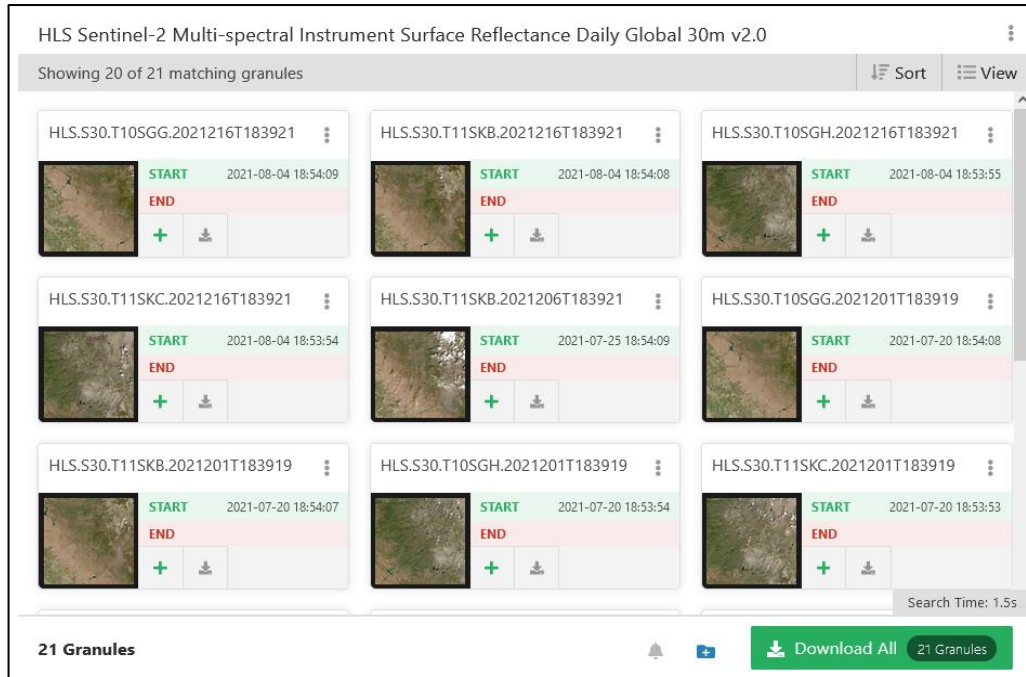 HLS Sentinel-2 Multi-spectral Instrument Surface Reflectance Daily Global 30m v2.0
Showing 20 of 21 matching granules
Sort
View
HLS.S30.T10SGG.2021216T183921
START 2021-08-04 18:54:09
END
HLS.S30.T11SKB.2021216T183921
START 2021-08-04 18:54:08
END
HLS.S30.T10SGH.2021216T183921
START 2021-08-04 18:53:55
END
HLS.S30.T11SKC.2021216T183921
START 2021-08-04 18:53:54
END
HLS.S30.T11SKB.2021206T183921
START 2021-07-25 18:54:09
END
HLS.S30.T10SGG.2021201T183919
START 2021-07-20 18:54:08
END
HLS.S30.T11SKB.2021201T183919
START 2021-07-20 18:54:07
END
HLS.S30.T10SGH.2021201T183919
START 2021-07-20 18:53:54
END
HLS.S30.T11SKC.2021201T183919
START 2021-07-20 18:53:53
END
Search Time: 1.5s
21 Granules
Download All 21 Granules